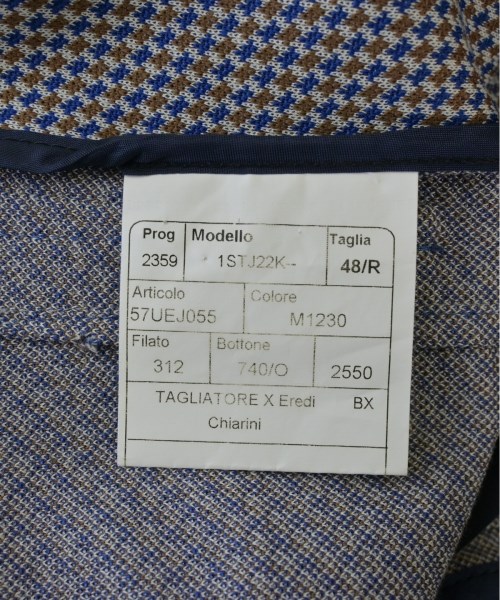 Prog Modello Taglia
2359 1STJ22K-- 48/R
Articolo Colore
57UEJ055 M1230
Filato Bottone
312 740/O 2550
TAGLIATORE X Eredi BX
Chiarini